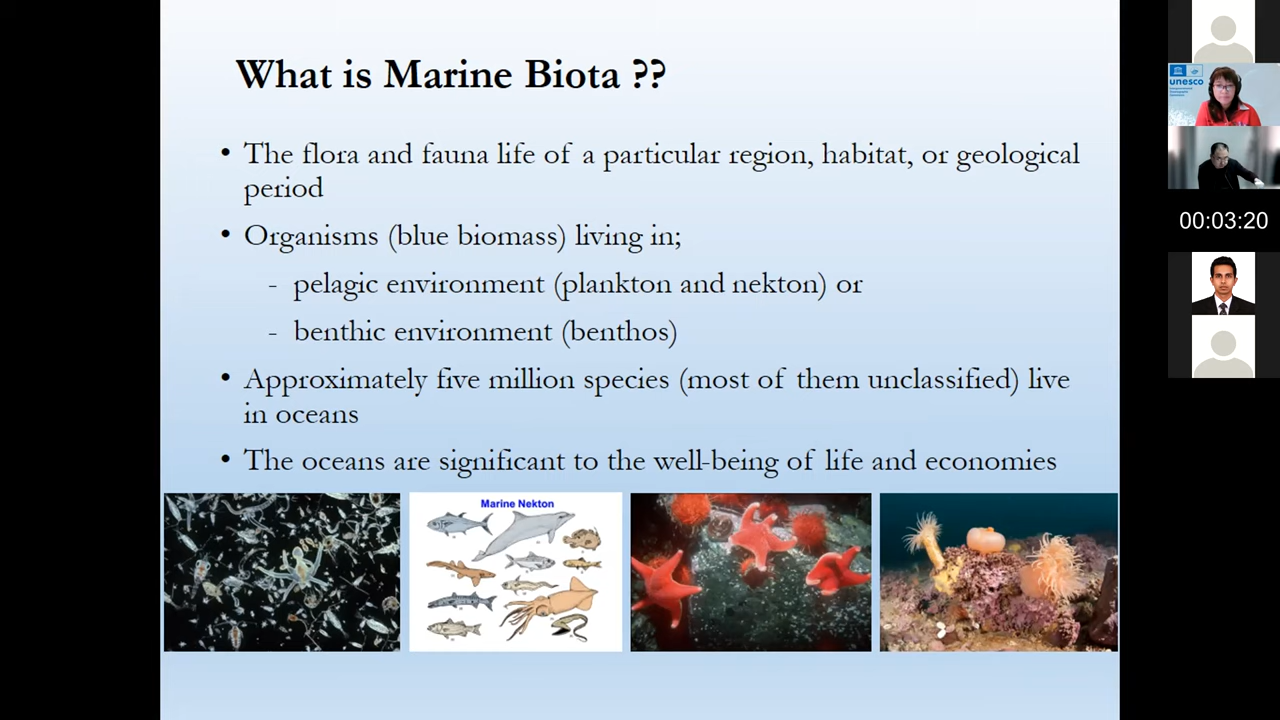 What is Marine Biota ??
• The flora and fauna life of a particular region, habitat, or geological
period
• Organisms (blue biomass) living in;
- pelagic environment (plankton and nekton) or
- benthic environment (benthos)
• Approximately five million species (most of them unclassified) live
in oceans
• The oceans are significant to the well-being of life and economies
Marine Nekton
unesco
00:03:20